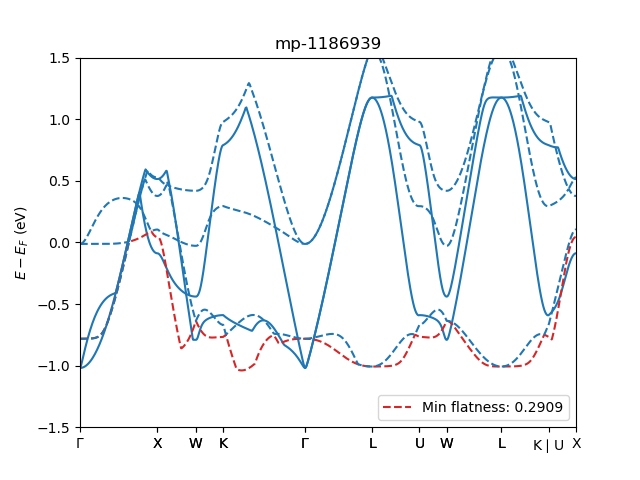 mp-1186939
E − E_F (eV)
1.5
1.0
0.5
0.0
−0.5
−1.0
−1.5
Min flatness: 0.2909
Γ X W K Γ L U W L K | U X